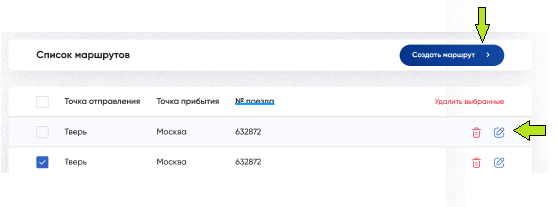 Список маршрутов
Создать маршрут
Точка отправления Точка прибытия № поезда Удалить выбранные
Тверь Москва 632872
Тверь Москва 632872